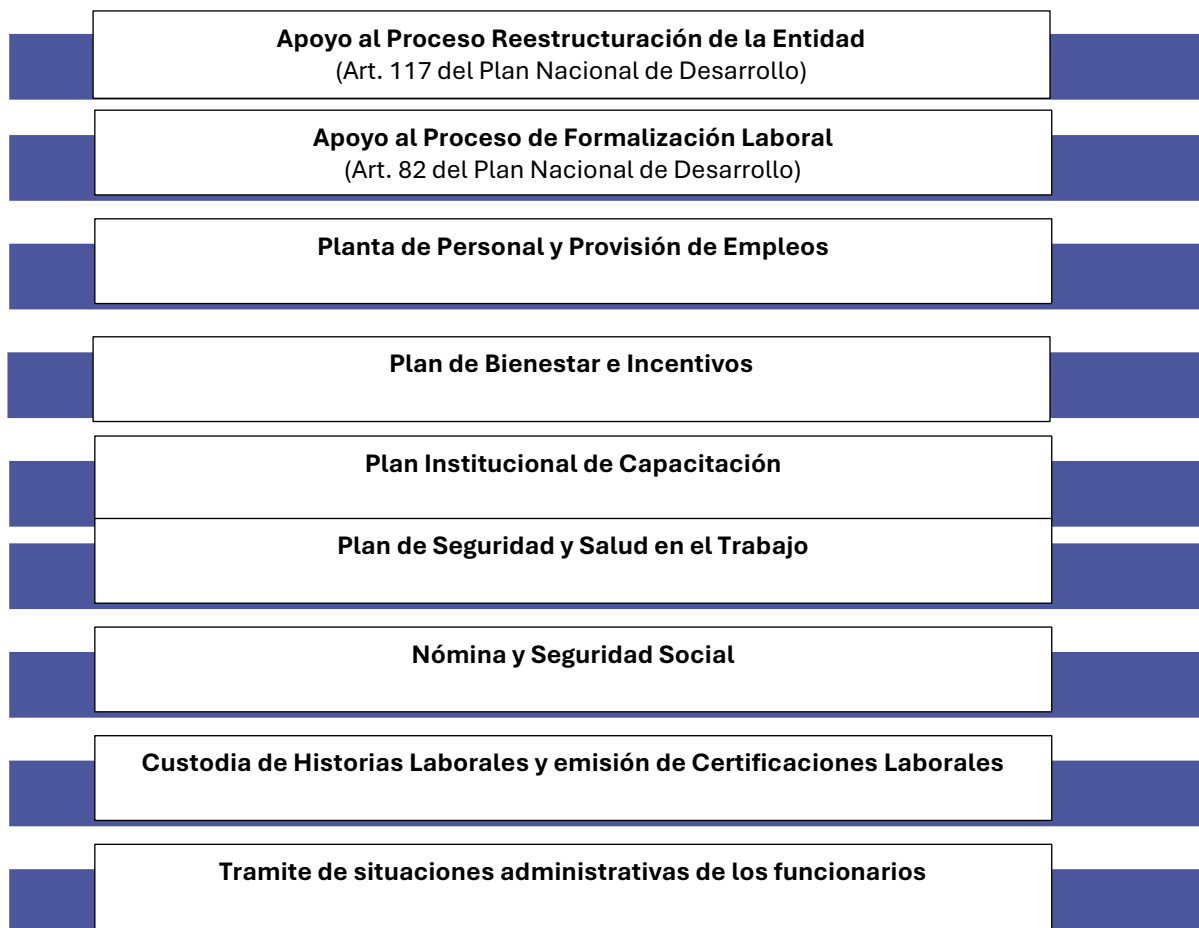 Apoyo al Proceso Reestructuración de la Entidad
(Art. 117 del Plan Nacional de Desarrollo)
Apoyo al Proceso de Formalización Laboral
(Art. 82 del Plan Nacional de Desarrollo)
Planta de Personal y Provisión de Empleos
Plan de Bienestar e Incentivos
Plan Institucional de Capacitación
Plan de Seguridad y Salud en el Trabajo
Nómina y Seguridad Social
Custodia de Historias Laborales y emisión de Certificaciones Laborales
Tramite de situaciones administrativas de los funcionarios